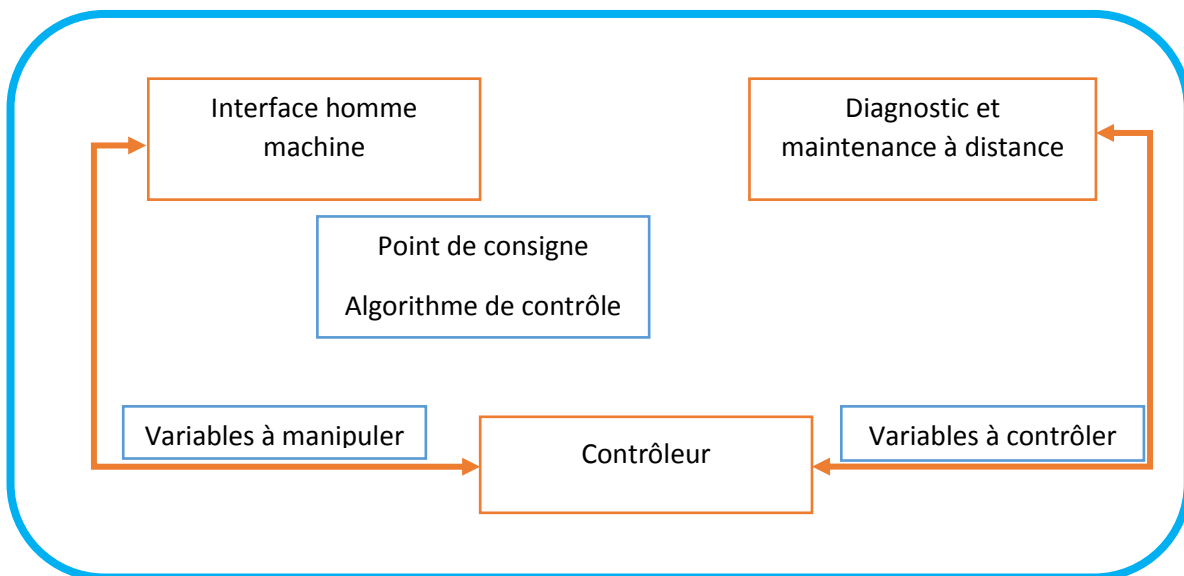 Interface homme
machine
Diagnostic et
maintenance à distance
Point de consigne
Algorithme de contrôle
Variables à manipuler
Contrôleur
Variables à contrôler